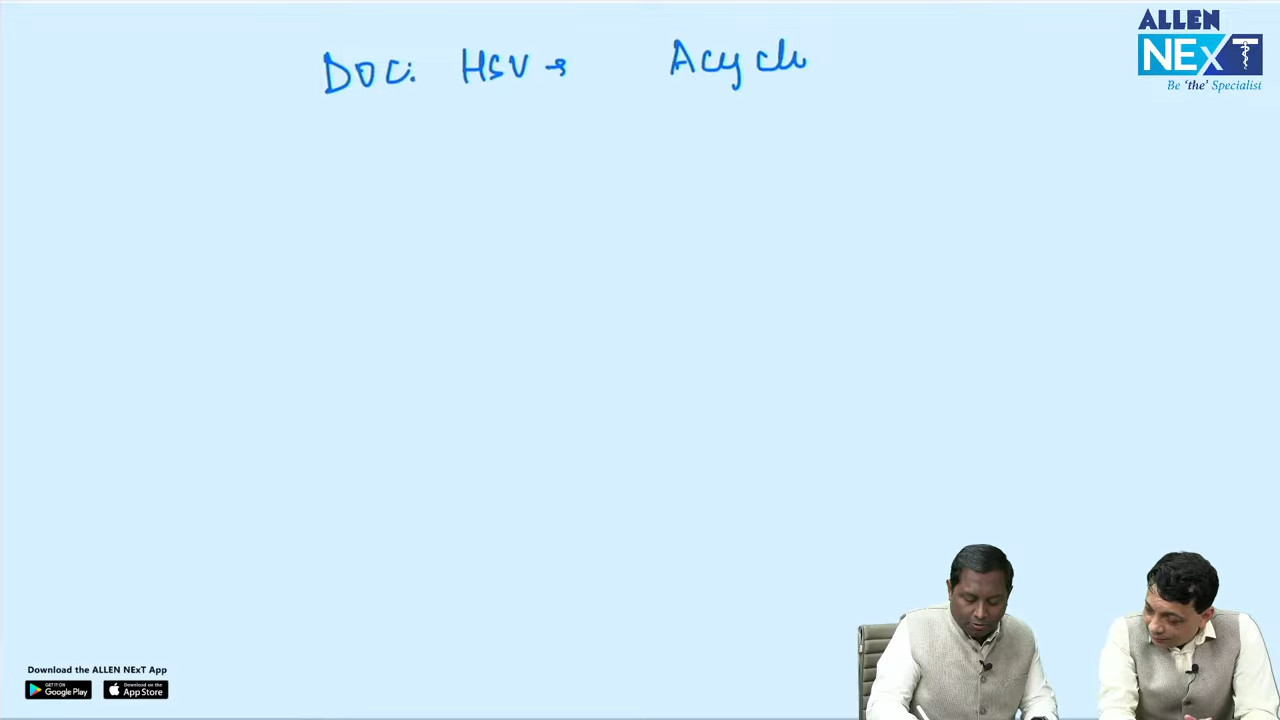 DOC: HSV → Acyclo
ALLEN
NExT
Be 'the' Specialist
Download the ALLEN NExT App
GET IT ON Google Play
Download on the App Store